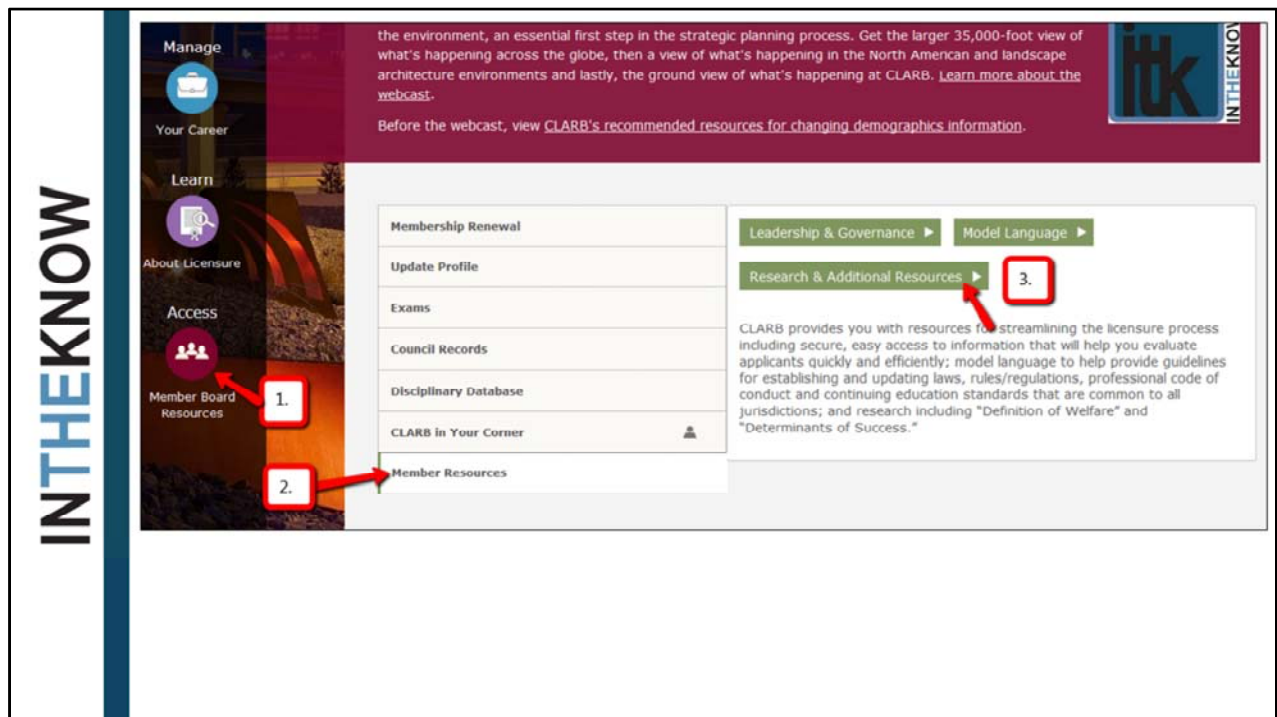 INTHEKNOW
Manage
Your Career
Learn
About Licensure
Access
Member Board
Resources
1.
2.
the environment, an essential first step in the strategic planning process. Get the larger 35,000-foot view of
what's happening across the globe, then a view of what's happening in the North American and landscape
architecture environments and lastly, the ground view of what's happening at CLARB. Learn more about the
webcast.
Before the webcast, view CLARB's recommended resources for changing demographics information.
itk
INTHEKNOW
Membership Renewal
Update Profile
Exams
Council Records
Disciplinary Database
CLARB in Your Corner
Member Resources
Leadership & Governance
Model Language
Research & Additional Resources
3.
CLARB provides you with resources for streamlining the licensure process
including secure, easy access to information that will help you evaluate
applicants quickly and efficiently; model language to help provide guidelines
for establishing and updating laws, rules/regulations, professional code of
conduct and continuing education standards that are common to all
jurisdictions; and research including "Definition of Welfare" and
"Determinants of Success."